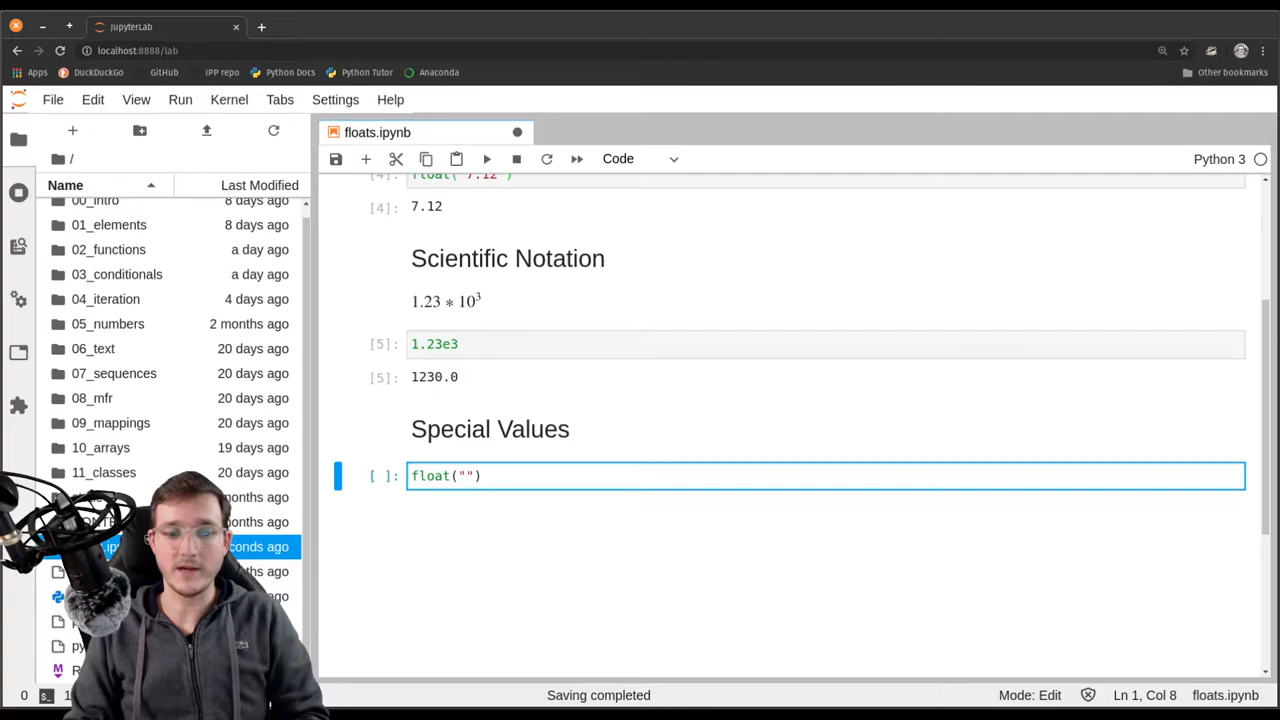 JupyterLab
localhost:8888/lab
Apps DuckDuckGo GitHub IPP repo Python Docs Python Tutor Anaconda Other bookmarks
File Edit View Run Kernel Tabs Settings Help
floats.ipynb
/
Code
Python 3
Name Last Modified
00_intro 8 days ago
01_elements 8 days ago
02_functions a day ago
03_conditionals a day ago
04_iteration 4 days ago
05_numbers 2 months ago
06_text 20 days ago
07_sequences 20 days ago
08_mfr 20 days ago
09_mappings 20 days ago
10_arrays 19 days ago
11_classes 20 days ago
[4]: float("7.12")
[4]: 7.12
Scientific Notation
1.23 ∗ 10³
[5]: 1.23e3
[5]: 1230.0
Special Values
[ ]: float("")
0
Saving completed
Mode: Edit
Ln 1, Col 8
floats.ipynb